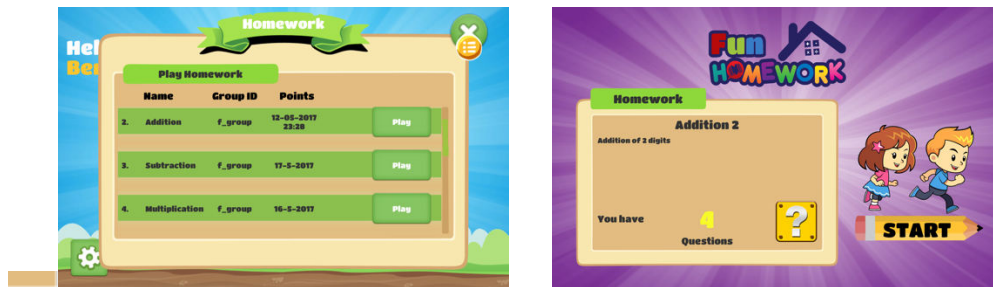 Homework
Hel
Ber
Play Homework
Name Group ID Points
2. Addition f_group 12-05-2017 23:28 Play
3. Subtraction f_group 17-5-2017 Play
4. Multiplication f_group 16-5-2017 Play
Fun
HOMEWORK
Homework
Addition 2
Addition of 2 digits
You have 4
Questions
?
START